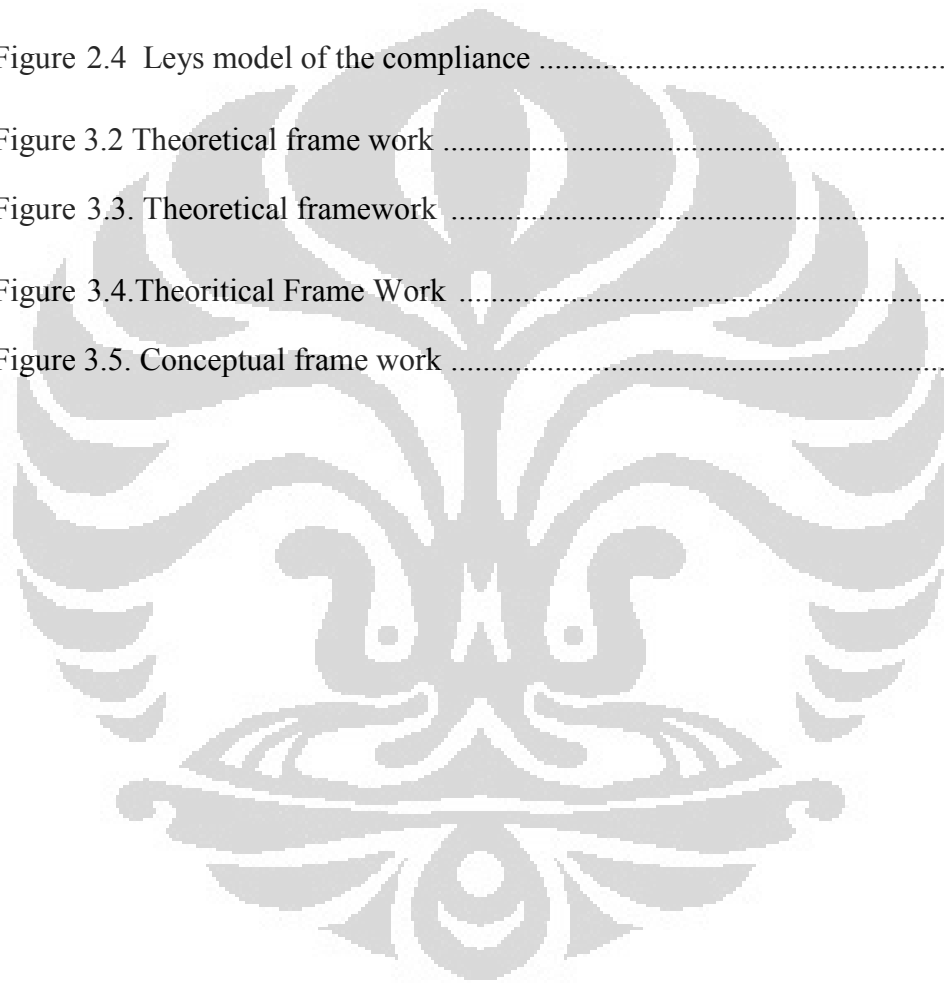 Figure 2.4 Leys model of the compliance ..................................................
Figure 3.2 Theoretical frame work ..............................................................
Figure 3.3. Theoretical framework .............................................................
Figure 3.4.Theoritical Frame Work ............................................................
Figure 3.5. Conceptual frame work .............................................................